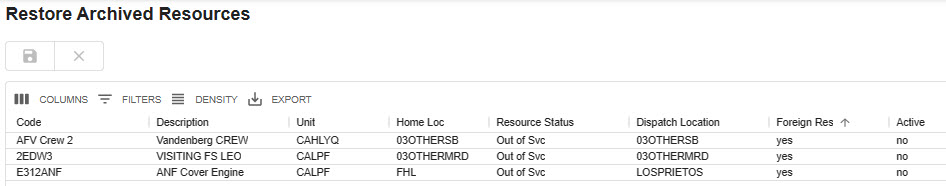 Restore Archived Resources
COLUMNS FILTERS DENSITY EXPORT
Code Description Unit Home Loc Resource Status Dispatch Location Foreign Res Active
AFV Crew 2 Vandenberg CREW CAHLYQ 03OTHERSB Out of Svc 03OTHERSB yes no
2EDW3 VISITING FS LEO CALPF 03OTHERMRD Out of Svc 03OTHERMRD yes no
E312ANF ANF Cover Engine CALPF FHL Out of Svc LOSPRIETOS yes no